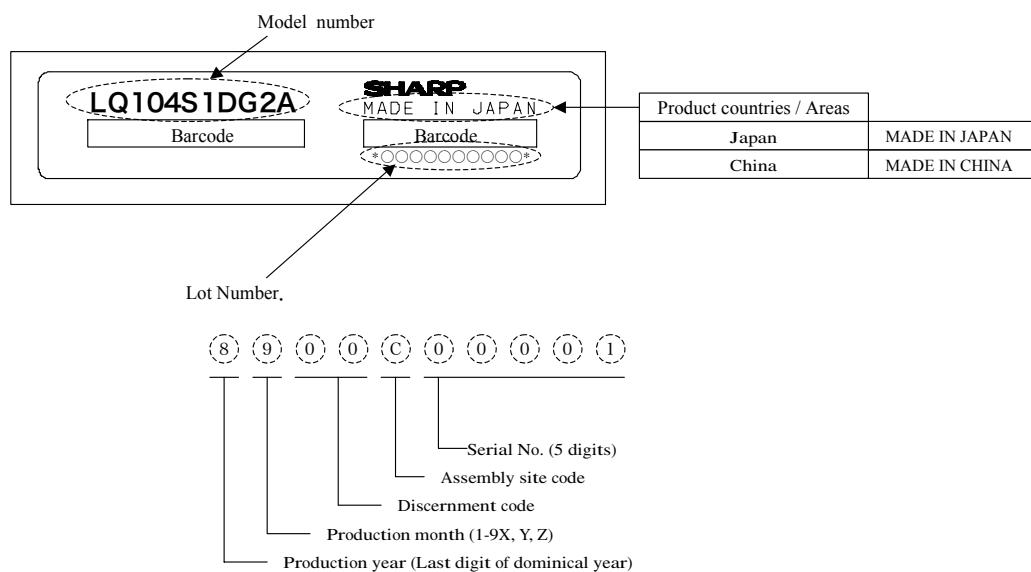 Model number
LQ104S1DG2A
SHARP
MADE IN JAPAN
Barcode
Barcode
*○○○○○○○○○○*
Product countries / Areas
Japan MADE IN JAPAN
China MADE IN CHINA
Lot Number.
8 9 0 0 C 0 0 0 0 1
Serial No. (5 digits)
Assembly site code
Discernment code
Production month (1-9X, Y, Z)
Production year (Last digit of dominical year)